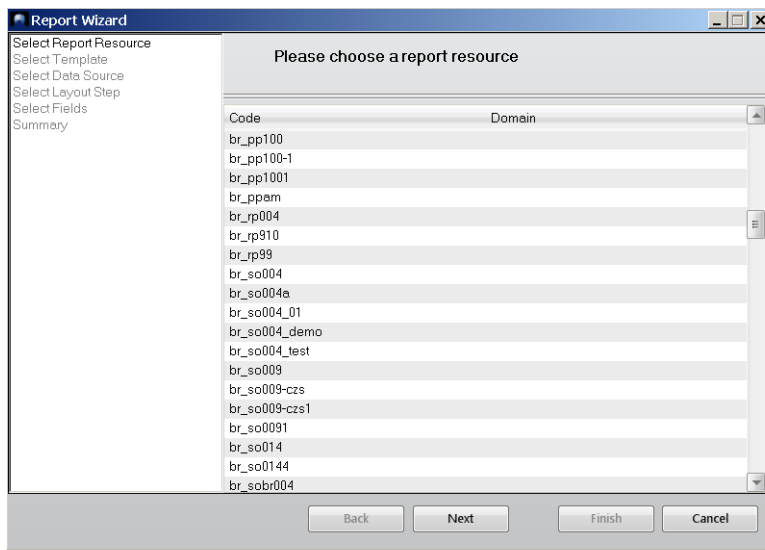 Report Wizard
Select Report Resource
Select Template
Select Data Source
Select Layout Step
Select Fields
Summary
Please choose a report resource
Code Domain
br_pp100
br_pp100-1
br_pp1001
br_ppam
br_rp004
br_rp910
br_rp99
br_so004
br_so004a
br_so004_01
br_so004_demo
br_so004_test
br_so009
br_so009-czs
br_so009-czs1
br_so0091
br_so014
br_so0144
br_sobr004
Back Next Finish Cancel